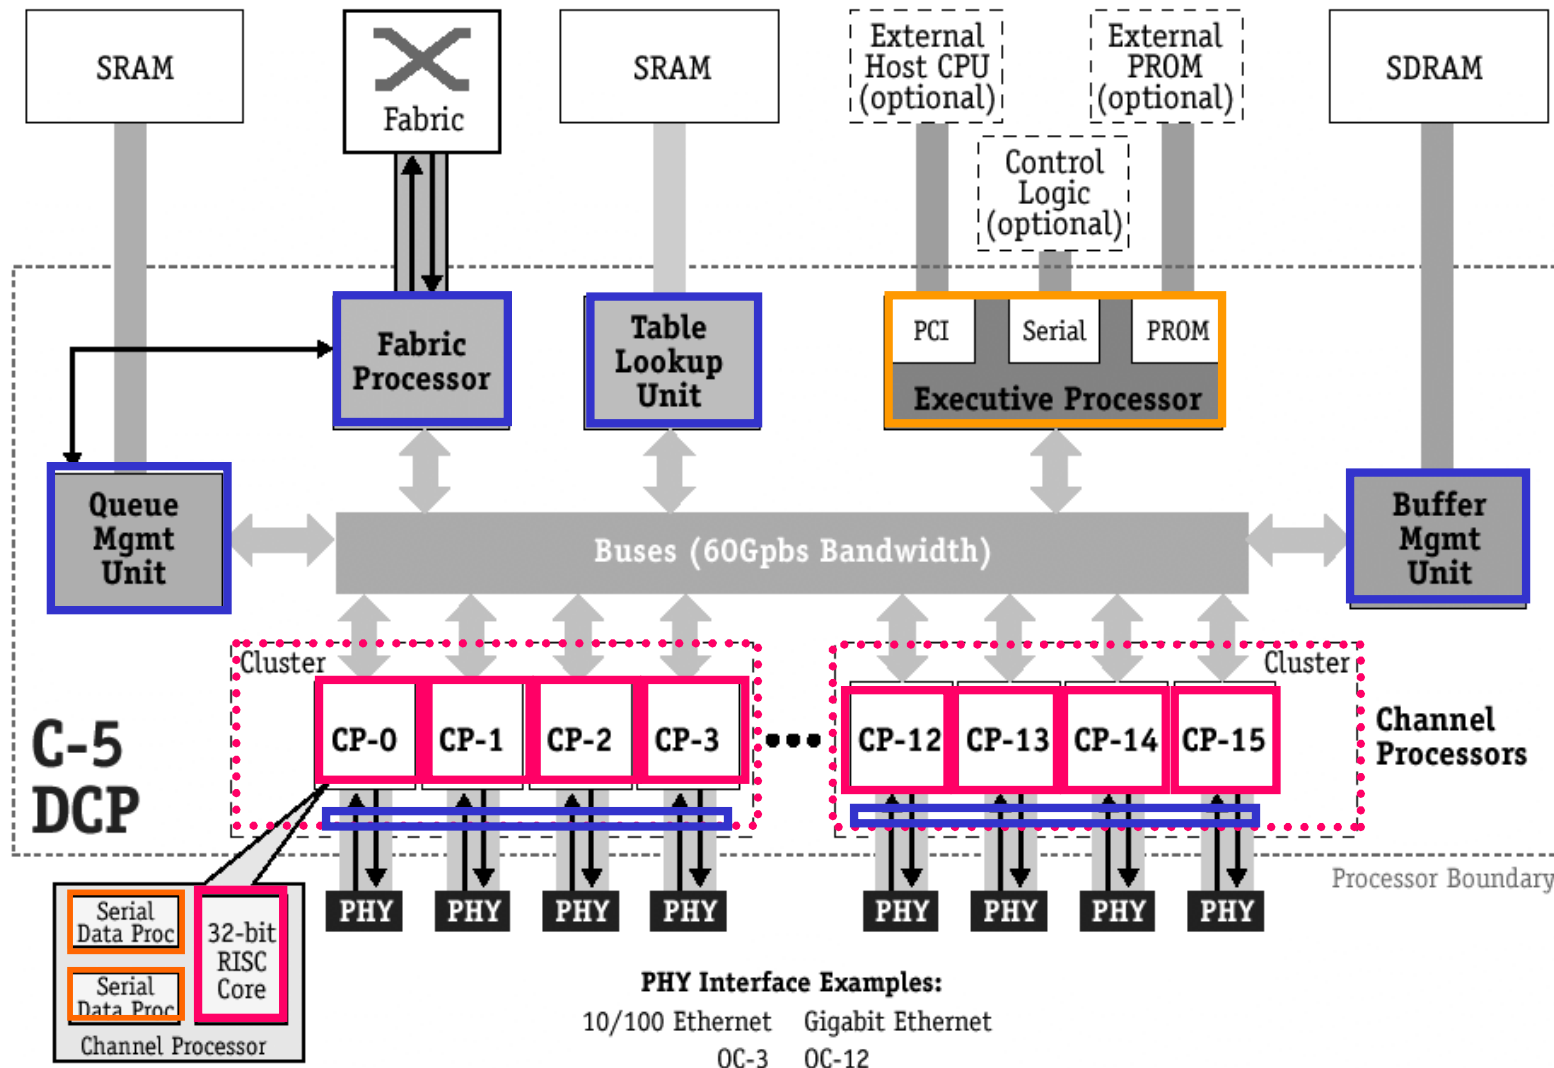 SRAM
Fabric
SRAM
External
Host CPU
(optional)
External
PROM
(optional)
SDRAM
Control
Logic
(optional)
Fabric
Processor
Table
Lookup
Unit
PCI
Serial
PROM
Executive Processor
Queue
Mgmt
Unit
Buses (60Gpbs Bandwidth)
Buffer
Mgmt
Unit
Cluster
Cluster
CP-0
CP-1
CP-2
CP-3
CP-12
CP-13
CP-14
CP-15
Channel
Processors
C-5
DCP
Processor Boundary
PHY
PHY
PHY
PHY
PHY
PHY
PHY
PHY
Serial
Data Proc
32-bit
RISC
Core
Serial
Data Proc
Channel Processor
PHY Interface Examples:
10/100 Ethernet Gigabit Ethernet
OC-3 OC-12